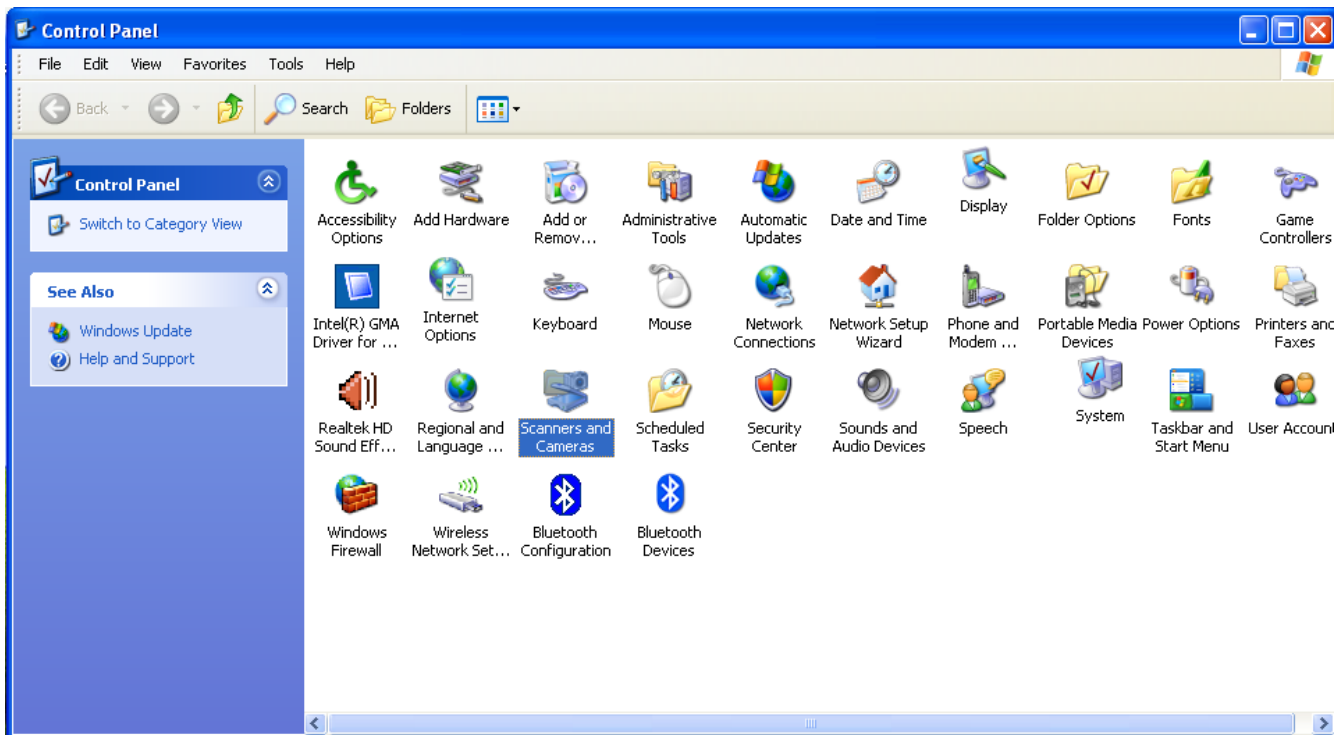 Control Panel
File Edit View Favorites Tools Help
Back Search Folders
Control Panel
Switch to Category View
See Also
Windows Update
Help and Support
Accessibility Options
Add Hardware
Add or Remov...
Administrative Tools
Automatic Updates
Date and Time
Display
Folder Options
Fonts
Game Controllers
Intel(R) GMA Driver for ...
Internet Options
Keyboard
Mouse
Network Connections
Network Setup Wizard
Phone and Modem ...
Portable Media Devices
Power Options
Printers and Faxes
Realtek HD Sound Eff...
Regional and Language ...
Scanners and Cameras
Scheduled Tasks
Security Center
Sounds and Audio Devices
Speech
System
Taskbar and Start Menu
User Account
Windows Firewall
Wireless Network Set...
Bluetooth Configuration
Bluetooth Devices